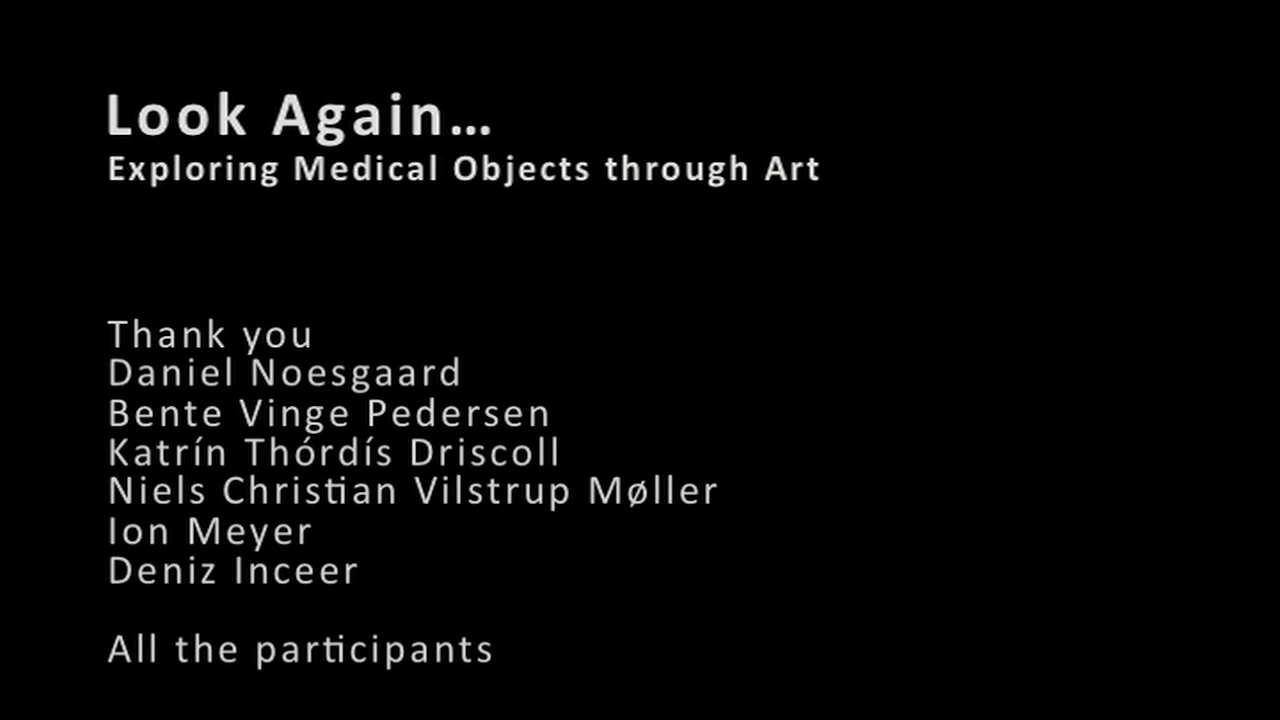 Look Again…
Exploring Medical Objects through Art
Thank you
Daniel Noesgaard
Bente Vinge Pedersen
Katrín Thórdís Driscoll
Niels Christian Vilstrup Møller
Ion Meyer
Deniz Inceer
All the participants